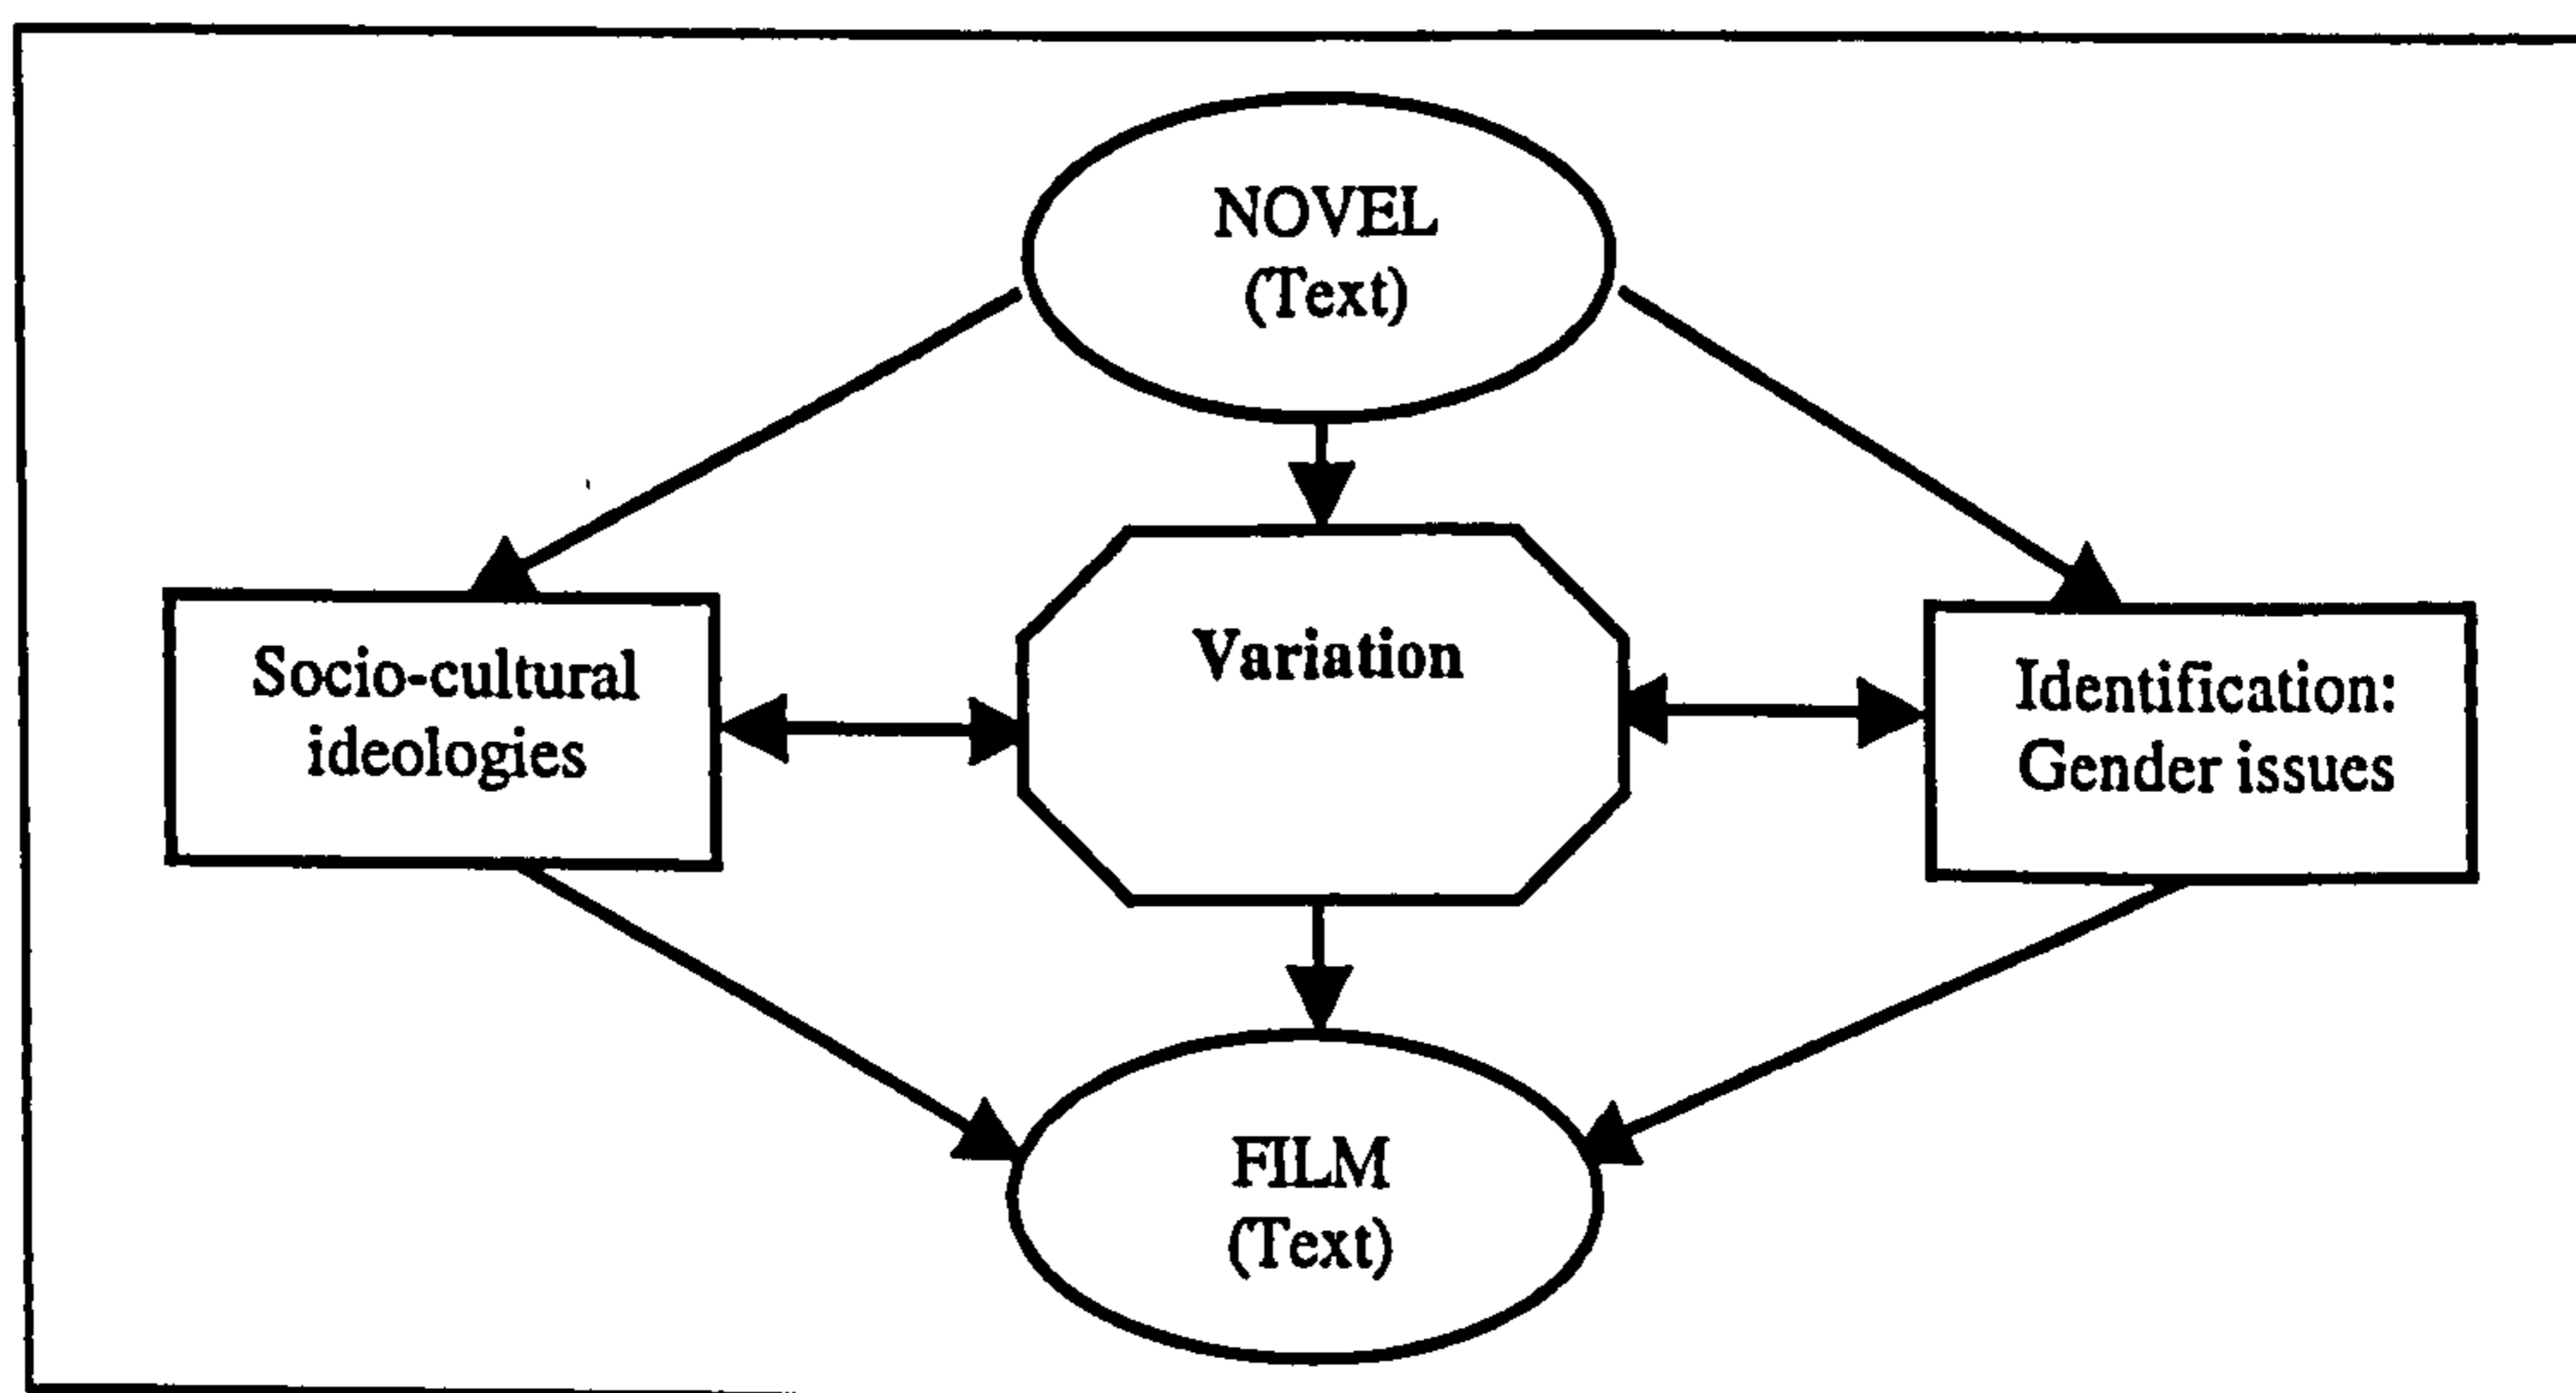 NOVEL
(Text)
Variation
Socio-cultural
ideologies
Identification:
Gender issues
FILM
(Text)